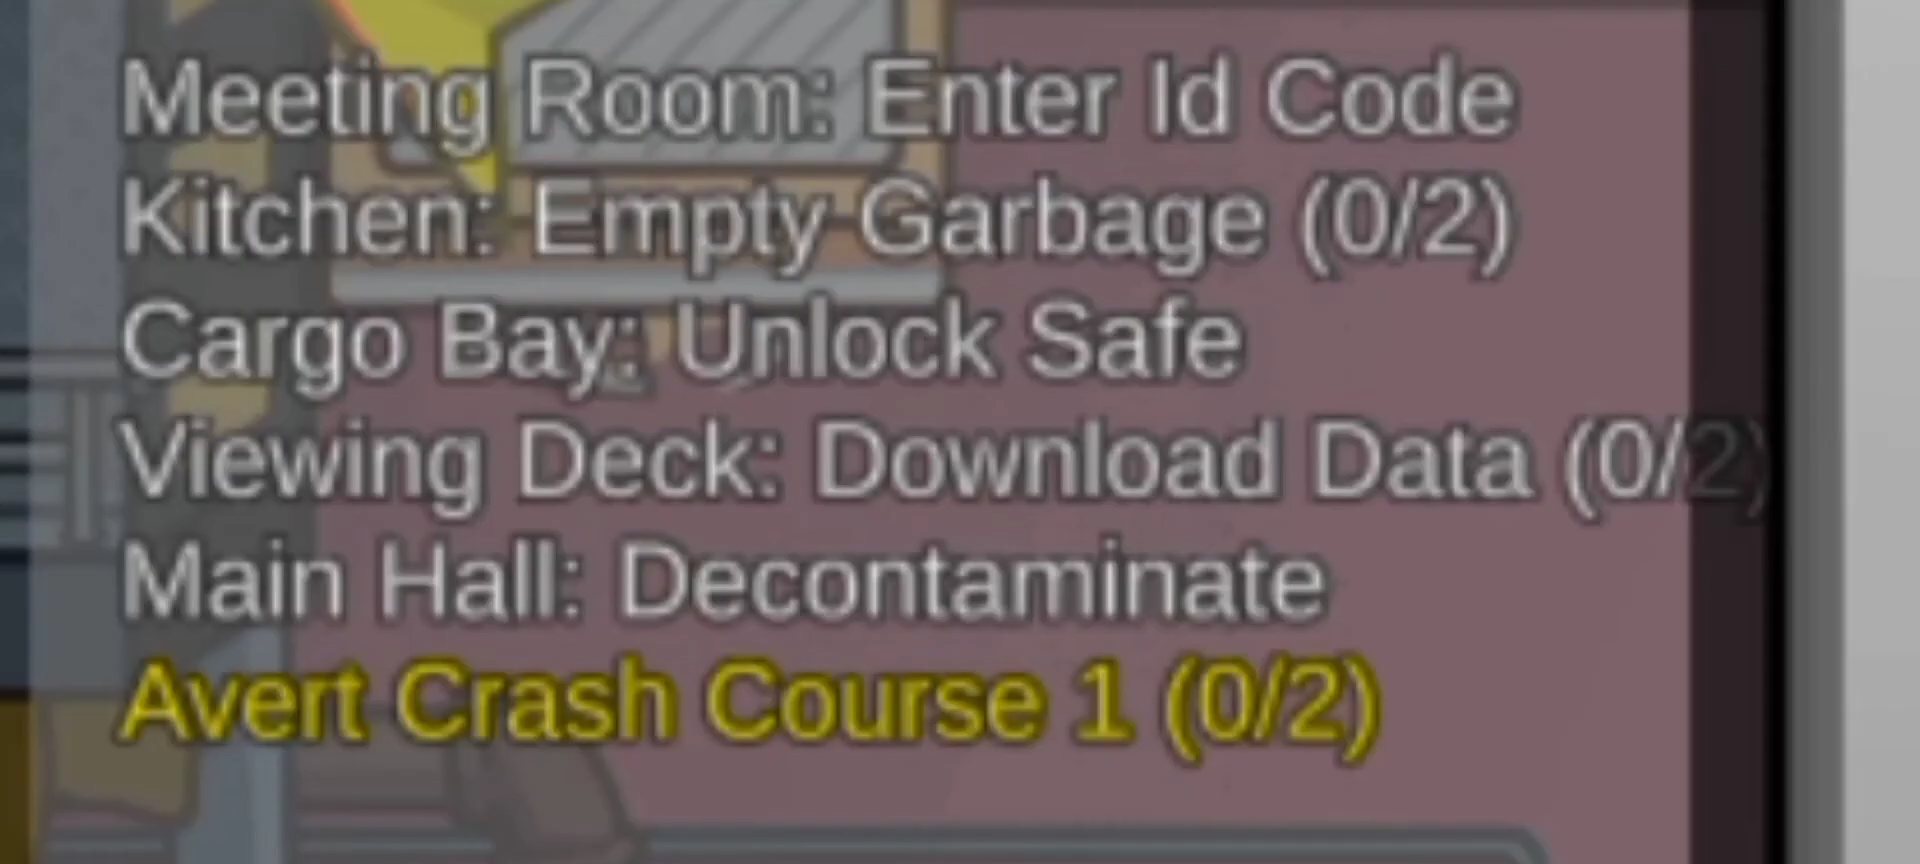 Meeting Room: Enter Id Code
Kitchen: Empty Garbage (0/2)
Cargo Bay: Unlock Safe
Viewing Deck: Download Data (0/2)
Main Hall: Decontaminate
Avert Crash Course 1 (0/2)